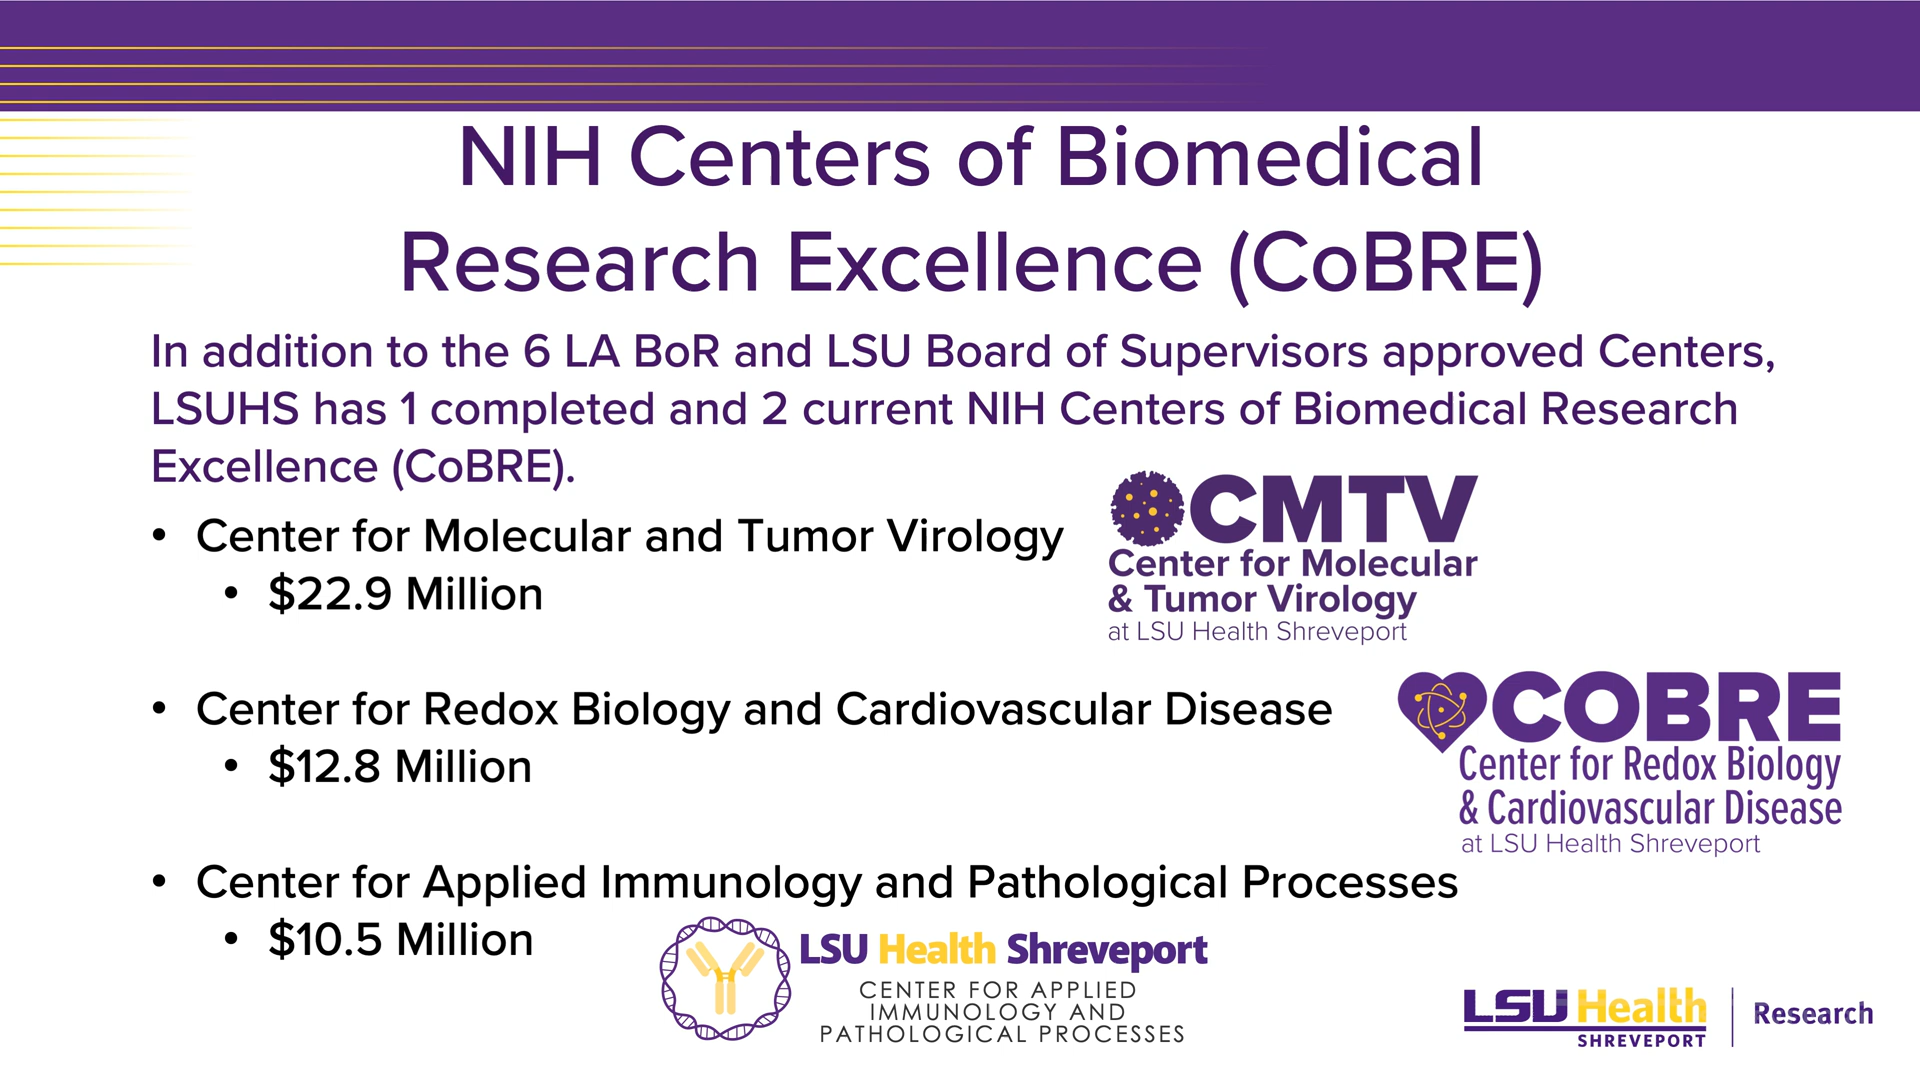 NIH Centers of Biomedical
Research Excellence (CoBRE)
In addition to the 6 LA BoR and LSU Board of Supervisors approved Centers,
LSUHS has 1 completed and 2 current NIH Centers of Biomedical Research
Excellence (CoBRE).
• Center for Molecular and Tumor Virology
• $22.9 Million
CMTV
Center for Molecular
& Tumor Virology
at LSU Health Shreveport
• Center for Redox Biology and Cardiovascular Disease
• $12.8 Million
COBRE
Center for Redox Biology
& Cardiovascular Disease
at LSU Health Shreveport
• Center for Applied Immunology and Pathological Processes
• $10.5 Million
LSU Health Shreveport
CENTER FOR APPLIED
IMMUNOLOGY AND
PATHOLOGICAL PROCESSES
LSU Health
SHREVEPORT
Research